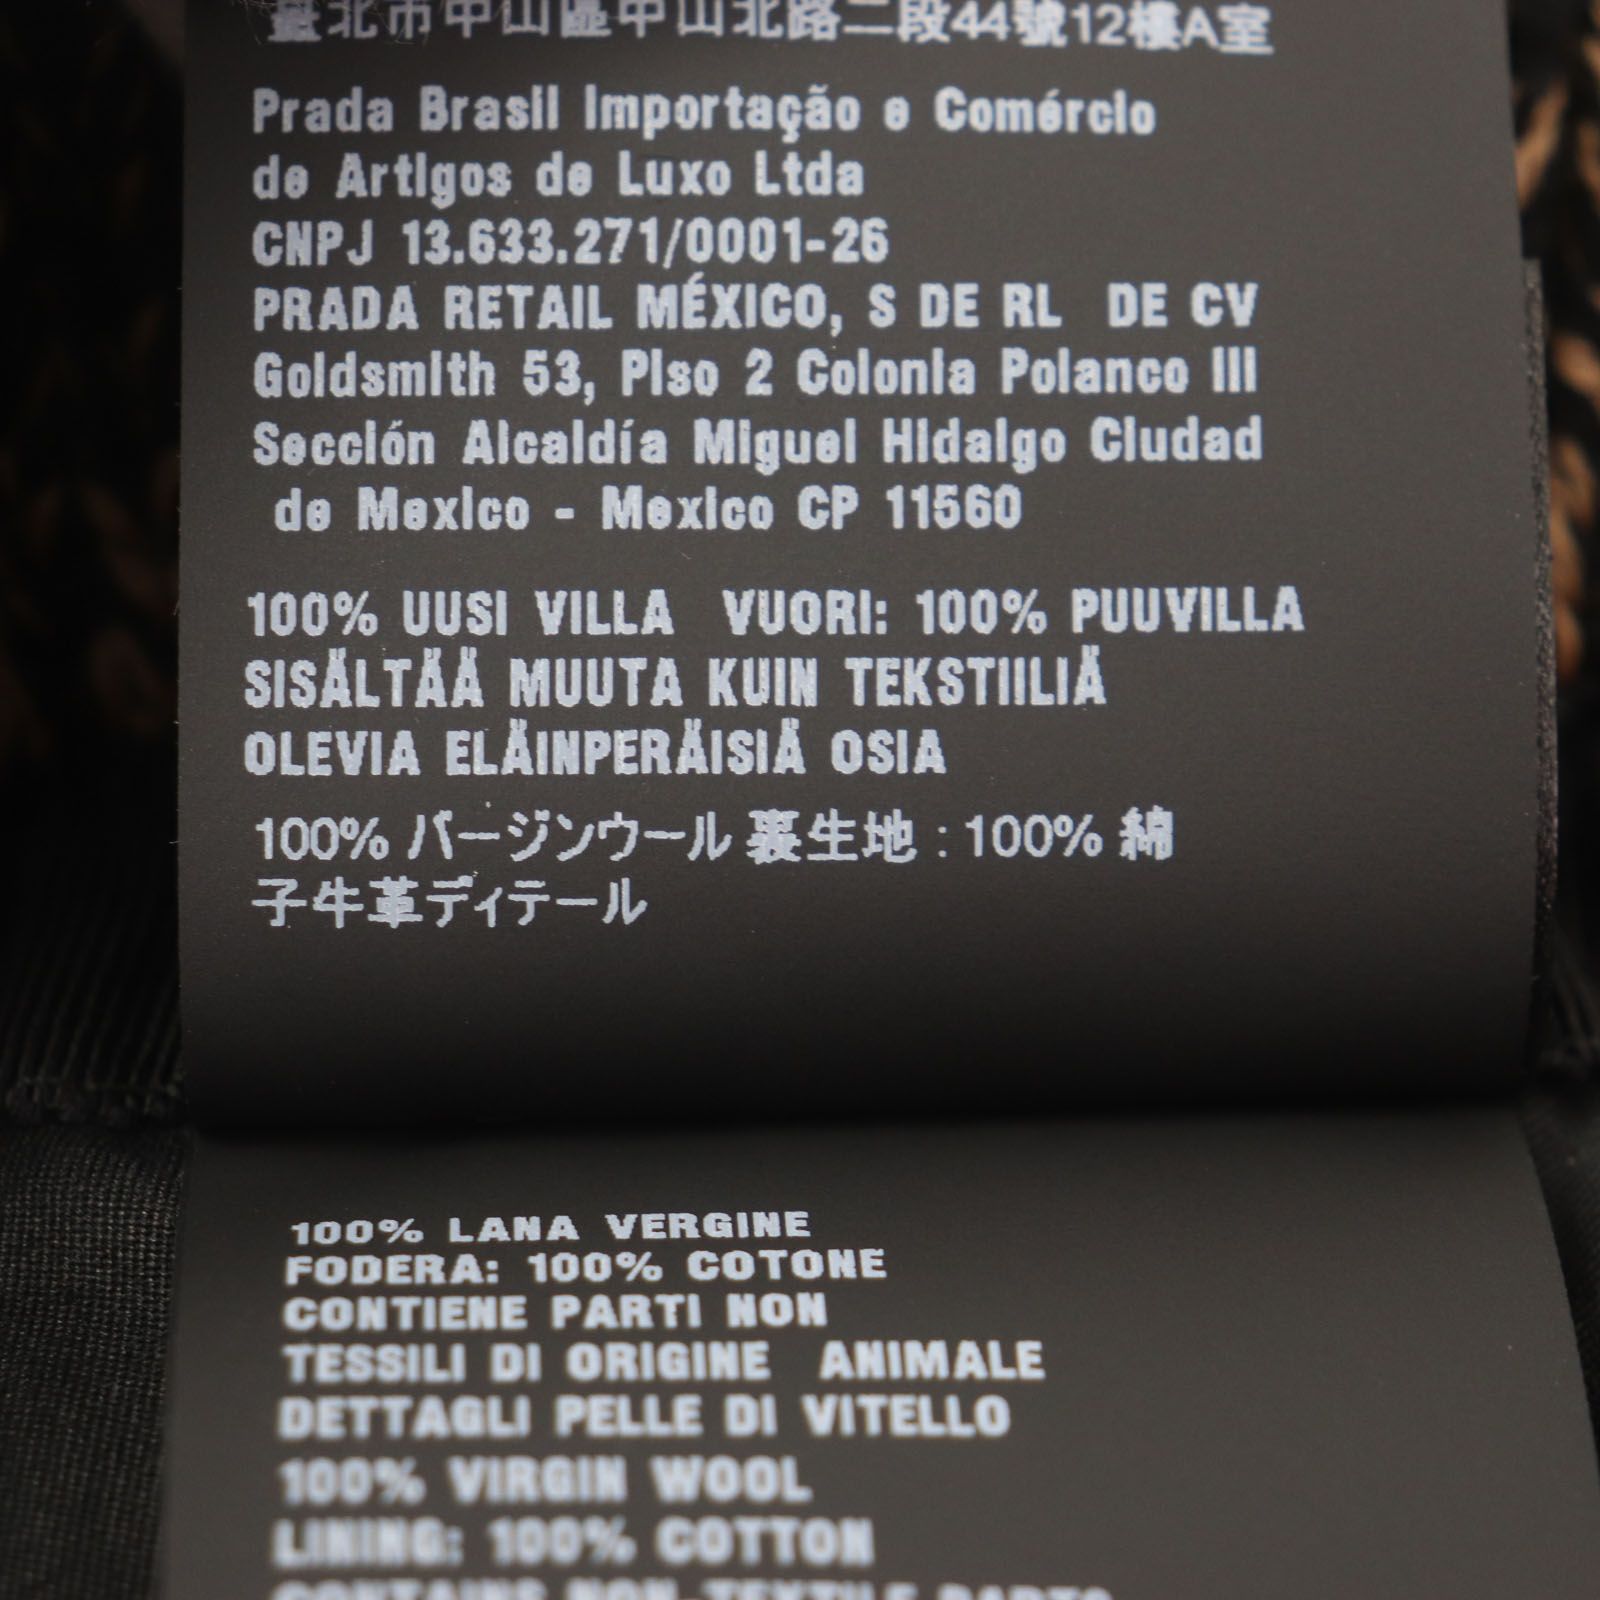 臺北市中山區中山北路二段44號12樓A室
Prada Brasil Importação e Comércio
de Artigos de Luxo Ltda
CNPJ 13.633.271/0001-26
PRADA RETAIL MÉXICO, S DE RL DE CV
Goldsmith 53, Piso 2 Colonia Polanco III
Sección Alcaldía Miguel Hidalgo Ciudad
de Mexico - Mexico CP 11560
100% UUSI VILLA VUORI: 100% PUUVILLA
SISÄLTÄÄ MUUTA KUIN TEKSTIILIÄ
OLEVIA ELÄINPERÄISIÄ OSIA
100% バージンウール 裏生地 : 100% 綿
子牛革ディテール
100% LANA VERGINE
FODERA: 100% COTONE
CONTIENE PARTI NON
TESSILI DI ORIGINE ANIMALE
DETTAGLI PELLE DI VITELLO
100% VIRGIN WOOL
LINING: 100% COTTON
CONTAINS NON-TEXTILE PARTS